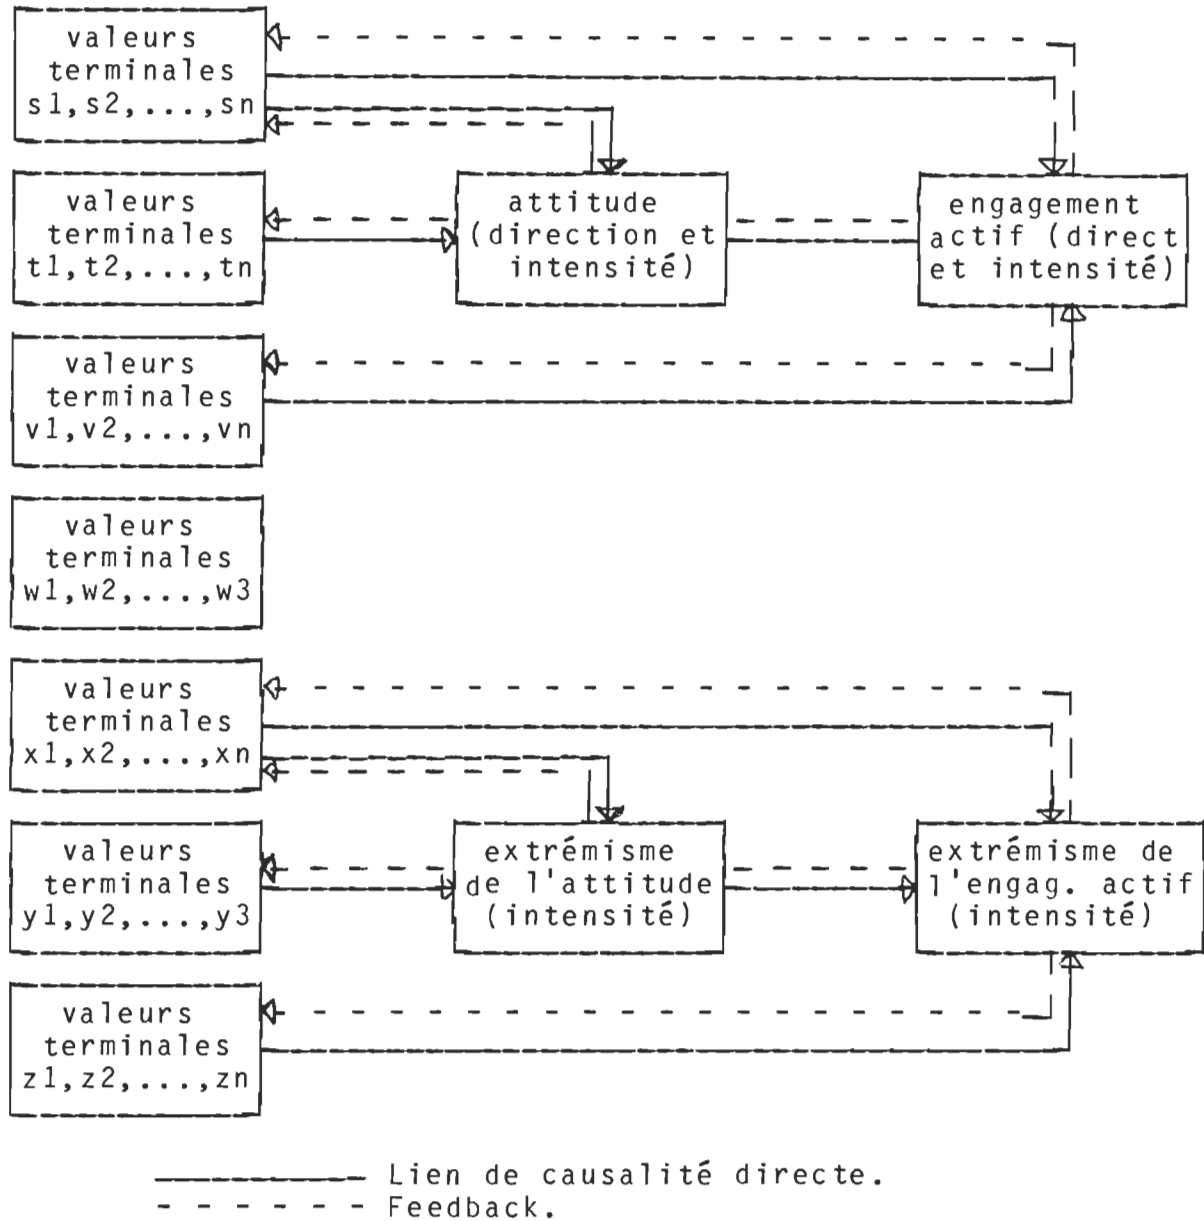 valeurs
terminales
s1,s2,...,sn
valeurs
terminales
t1,t2,...,tn
attitude
(direction et
intensité)
engagement
actif (direct
et intensité)
valeurs
terminales
v1,v2,...,vn
valeurs
terminales
w1,w2,...,w3
valeurs
terminales
x1,x2,...,xn
valeurs
terminales
y1,y2,...,y3
extrémisme
de l'attitude
(intensité)
extrémisme de
l'engag. actif
(intensité)
valeurs
terminales
z1,z2,...,zn
Lien de causalité directe.
Feedback.